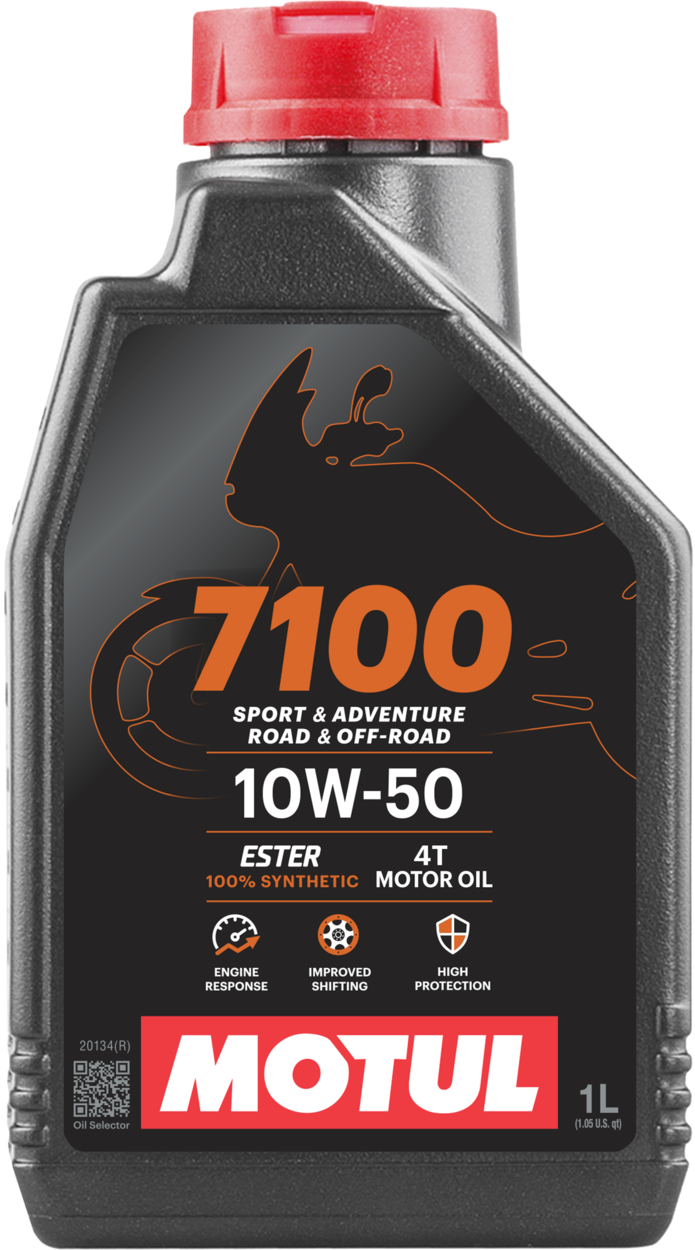 7100
SPORT & ADVENTURE
ROAD & OFF-ROAD
10W-50
ESTER
100% SYNTHETIC
4T
MOTOR OIL
ENGINE
RESPONSE
IMPROVED
SHIFTING
HIGH
PROTECTION
20134(R)
Oil Selector
MOTUL
1L
(1.05 U.S. qt)